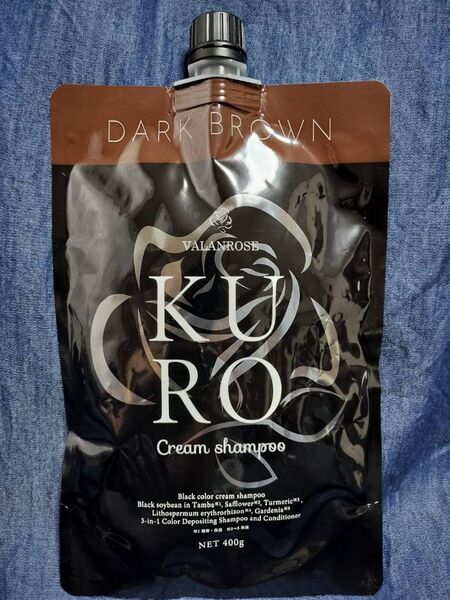 DARK BROWN
VALANROSE
KU
RO
Cream shampoo
Black color cream shampoo
Black soybean in Tamba※1, Safflower※2, Turmeric※3,
Lithospermum erythrorhizon※4, Gardenia※5
3-in-1 Color Depositing Shampoo and Conditioner
NET 400g